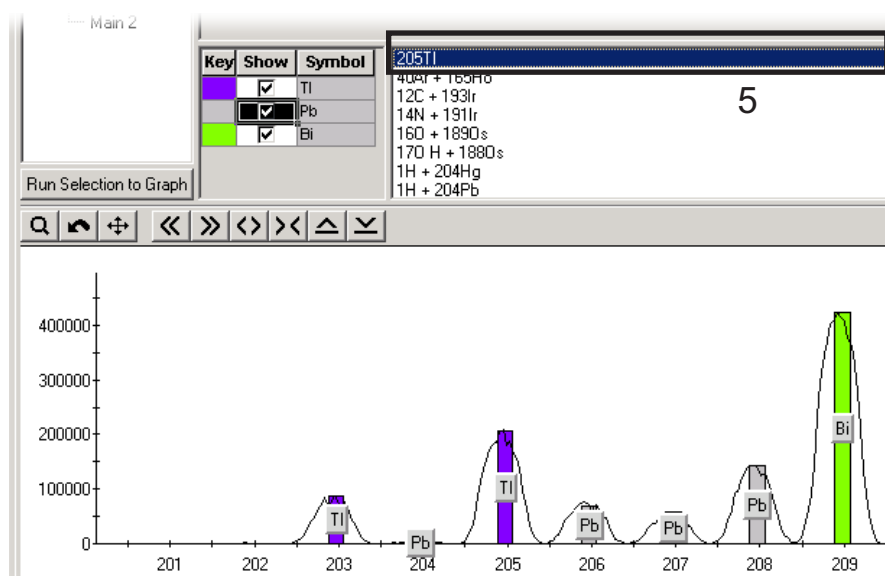 Main 2
Key Show Symbol
Tl
Pb
Bi
205Tl
40Ar + 165Ho
12C + 193Ir
14N + 191Ir
16O + 189Os
17O H + 188Os
1H + 204Hg
1H + 204Pb
5
Run Selection to Graph
400000
300000
200000
100000
0
Tl
Pb
Tl
Pb
Pb
Pb
Bi
201 202 203 204 205 206 207 208 209